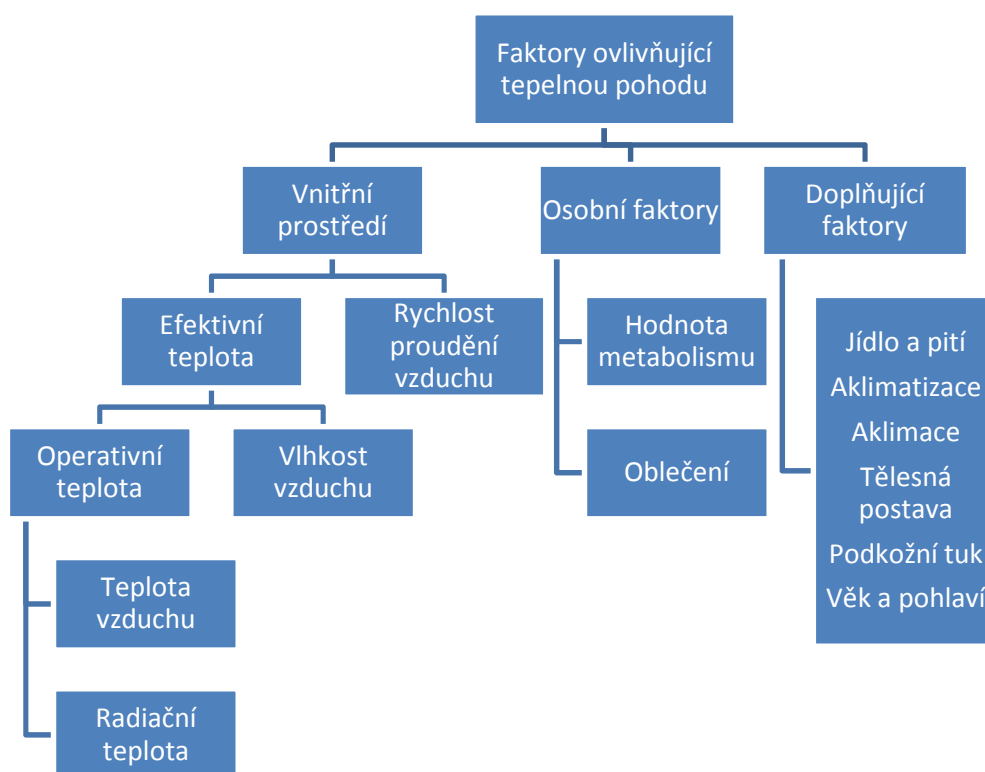 Faktory ovlivňující
tepelnou pohodu
Vnitřní
prostředí
Osobní faktory
Doplňující
faktory
Efektivní
teplota
Rychlost
proudění
vzduchu
Hodnota
metabolismu
Jídlo a pití
Aklimatizace
Aklimace
Tělesná
postava
Podkožní tuk
Věk a pohlaví
Operativní
teplota
Vlhkost
vzduchu
Oblečení
Teplota
vzduchu
Radiační
teplota